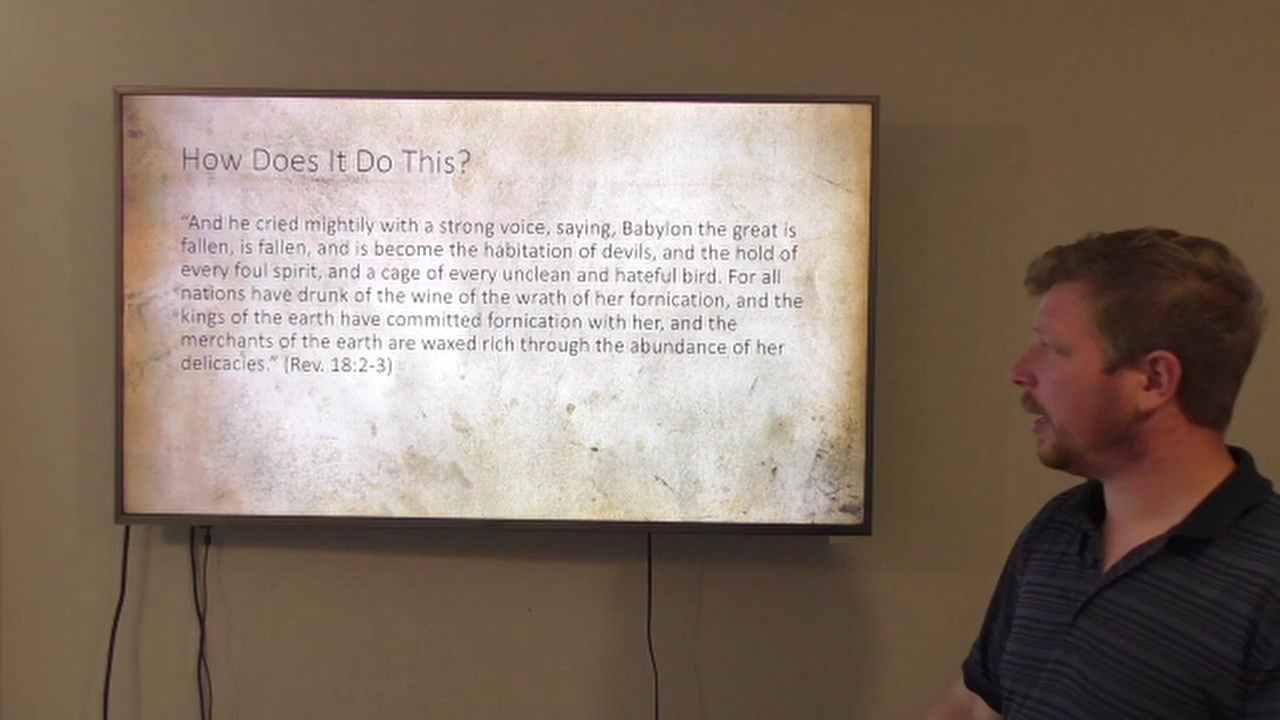 How Does It Do This?
“And he cried mightily with a strong voice, saying, Babylon the great is
fallen, is fallen, and is become the habitation of devils, and the hold of
every foul spirit, and a cage of every unclean and hateful bird. For all
nations have drunk of the wine of the wrath of her fornication, and the
kings of the earth have committed fornication with her, and the
merchants of the earth are waxed rich through the abundance of her
delicacies.” (Rev. 18:2-3)